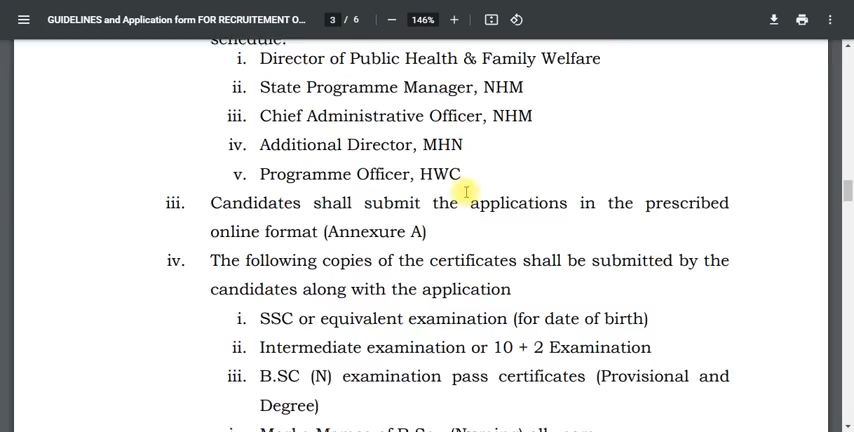 GUIDELINES and Application form FOR RECRUITMENT O...
3 / 6
146%
schedule:
i. Director of Public Health & Family Welfare
ii. State Programme Manager, NHM
iii. Chief Administrative Officer, NHM
iv. Additional Director, MHN
v. Programme Officer, HWC
iii. Candidates shall submit the applications in the prescribed
online format (Annexure A)
iv. The following copies of the certificates shall be submitted by the
candidates along with the application
i. SSC or equivalent examination (for date of birth)
ii. Intermediate examination or 10 + 2 Examination
iii. B.SC (N) examination pass certificates (Provisional and
Degree)